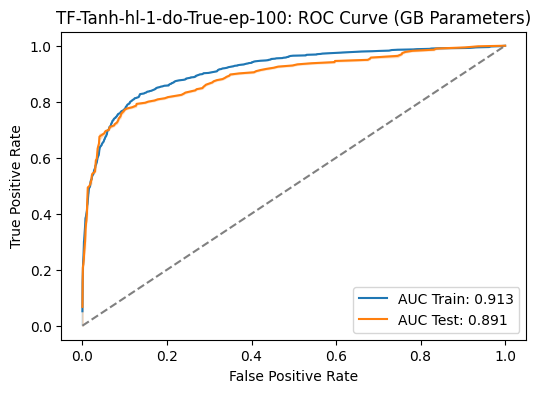 TF-Tanh-hl-1-do-True-ep-100: ROC Curve (GB Parameters)
1.0
0.8
0.6
0.4
0.2
0.0
True Positive Rate
AUC Train: 0.913
AUC Test: 0.891
0.0 0.2 0.4 0.6 0.8 1.0
False Positive Rate